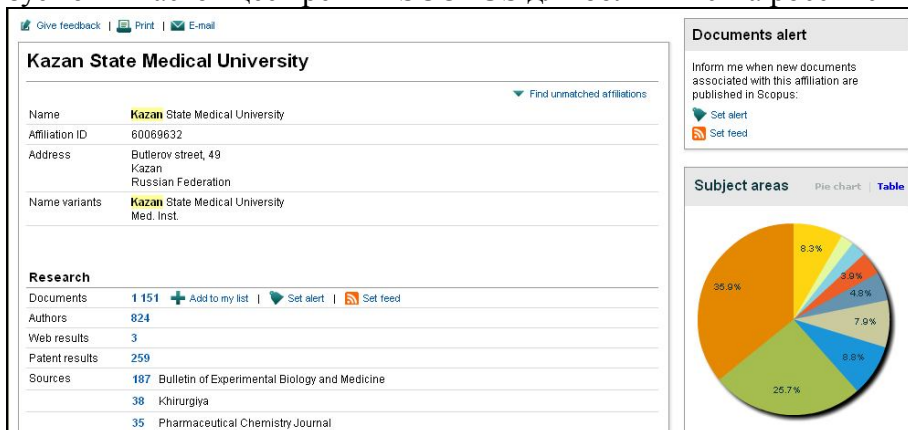 Give feedback | Print | E-mail
Kazan State Medical University
Find unmatched affiliations
Name Kazan State Medical University
Affiliation ID 60069632
Address Butlerov street, 49
Kazan
Russian Federation
Name variants Kazan State Medical University
Med. Inst.
Research
Documents 1 151 Add to my list | Set alert | Set feed
Authors 824
Web results 3
Patent results 259
Sources 187 Bulletin of Experimental Biology and Medicine
38 Khirurgiya
35 Pharmaceutical Chemistry Journal
Documents alert
Inform me when new documents
associated with this affiliation are
published in Scopus:
Set alert
Set feed
Subject areas Pie chart | Table
8.3%
3.9%
4.8%
7.9%
8.8%
25.7%
35.9%